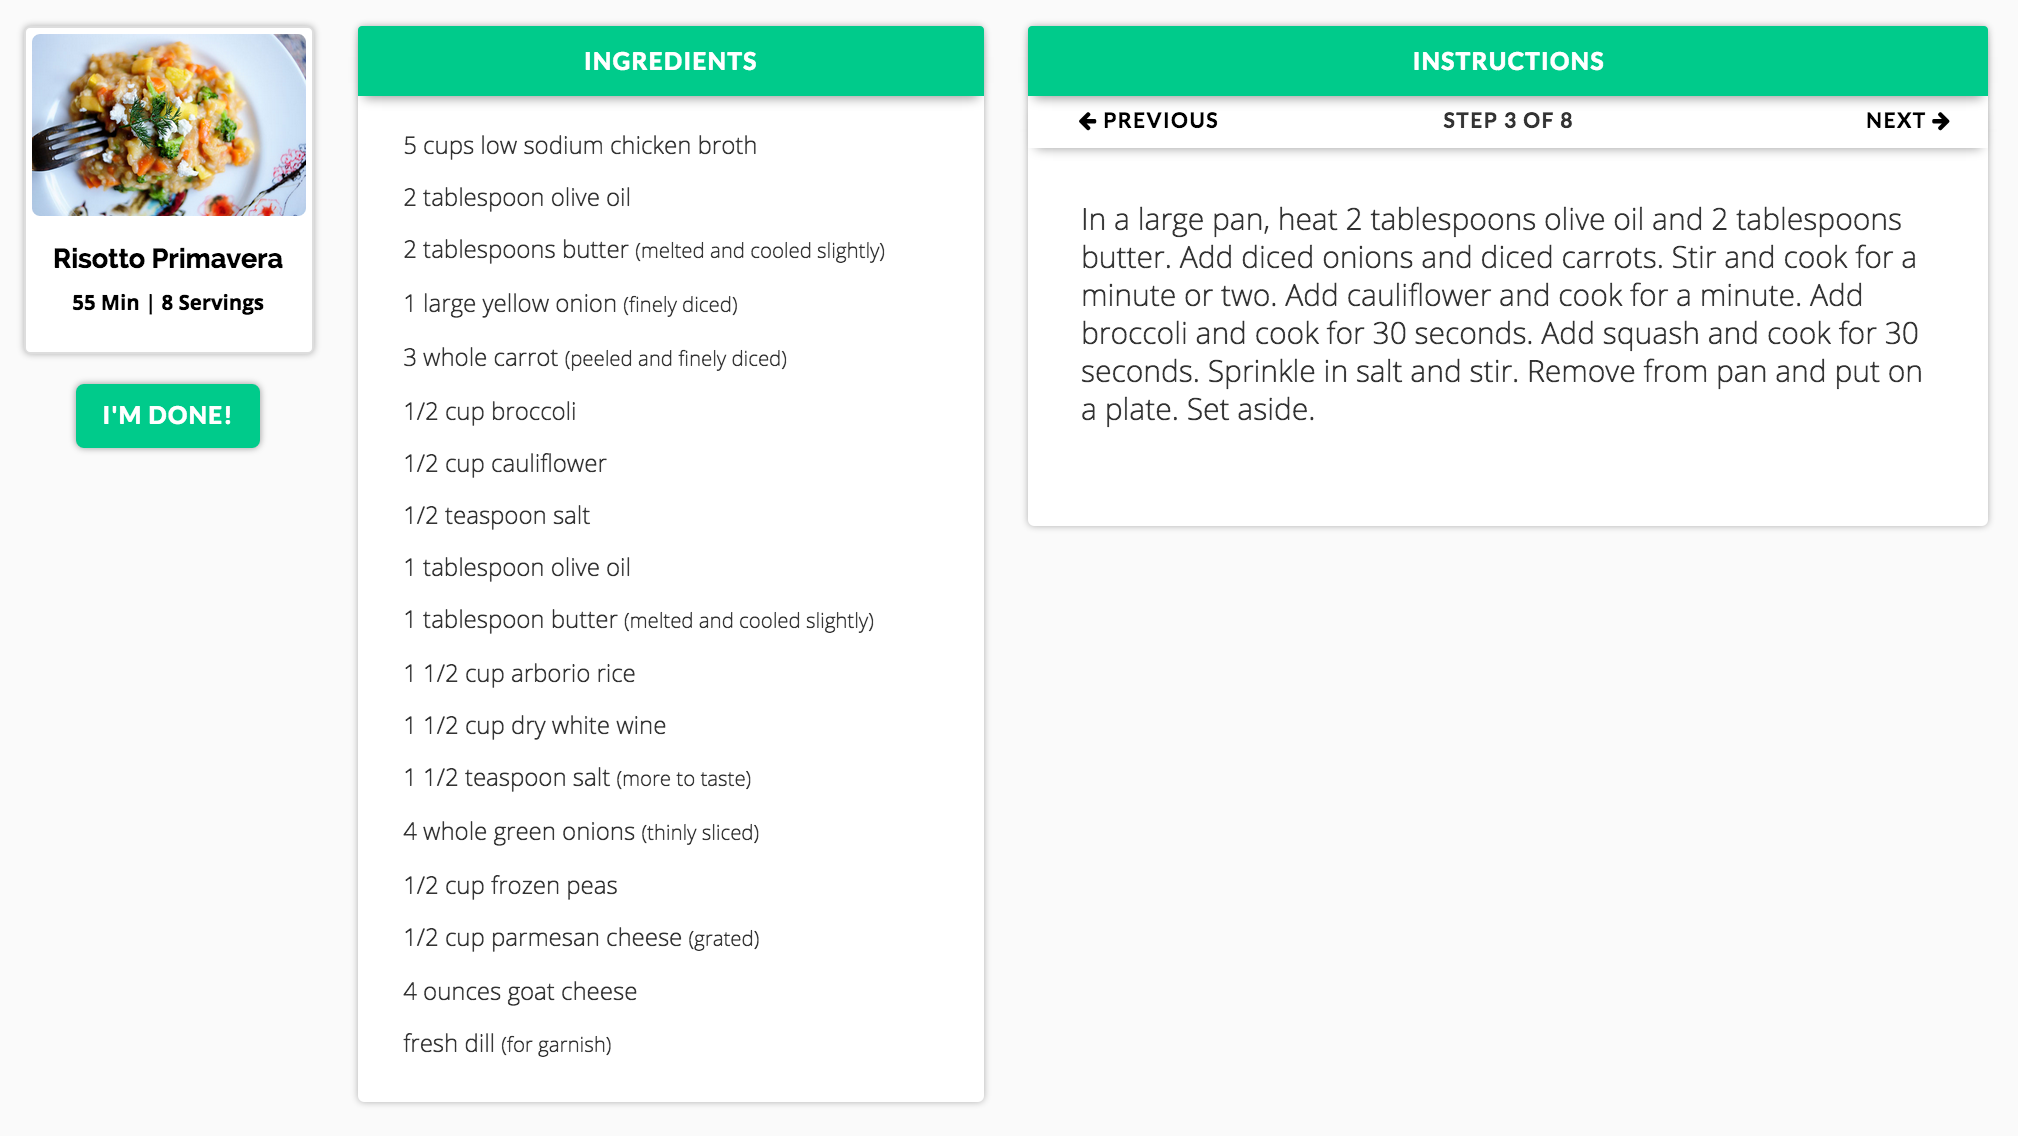 Risotto Primavera
55 Min | 8 Servings
I'M DONE!
INGREDIENTS
5 cups low sodium chicken broth
2 tablespoon olive oil
2 tablespoons butter (melted and cooled slightly)
1 large yellow onion (finely diced)
3 whole carrot (peeled and finely diced)
1/2 cup broccoli
1/2 cup cauliflower
1/2 teaspoon salt
1 tablespoon olive oil
1 tablespoon butter (melted and cooled slightly)
1 1/2 cup arborio rice
1 1/2 cup dry white wine
1 1/2 teaspoon salt (more to taste)
4 whole green onions (thinly sliced)
1/2 cup frozen peas
1/2 cup parmesan cheese (grated)
4 ounces goat cheese
fresh dill (for garnish)
INSTRUCTIONS
PREVIOUS STEP 3 OF 8 NEXT
In a large pan, heat 2 tablespoons olive oil and 2 tablespoons
butter. Add diced onions and diced carrots. Stir and cook for a
minute or two. Add cauliflower and cook for a minute. Add
broccoli and cook for 30 seconds. Add squash and cook for 30
seconds. Sprinkle in salt and stir. Remove from pan and put on
a plate. Set aside.